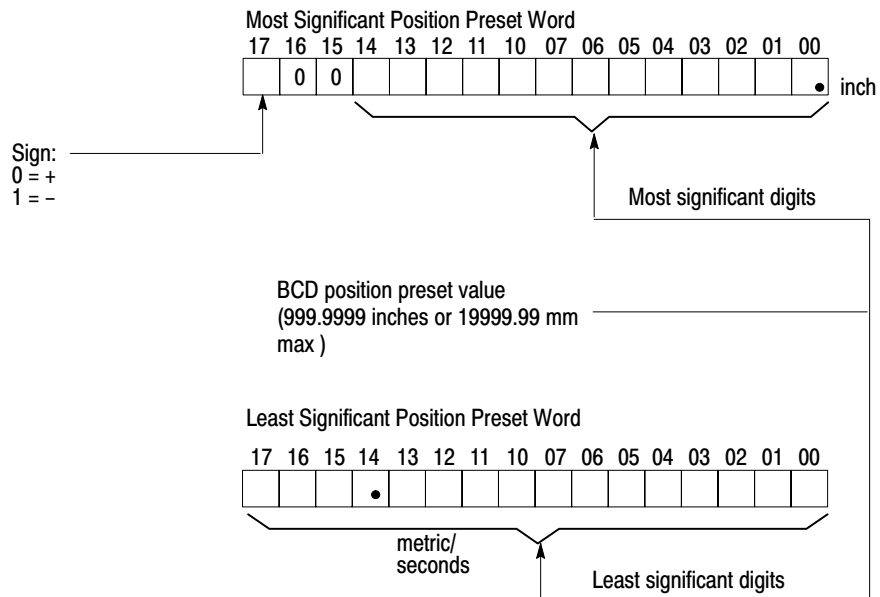 Most Significant Position Preset Word
17 16 15 14 13 12 11 10 07 06 05 04 03 02 01 00
0 0
inch
Sign:
0 = +
1 = –
Most significant digits
BCD position preset value
(999.9999 inches or 19999.99 mm
max )
Least Significant Position Preset Word
17 16 15 14 13 12 11 10 07 06 05 04 03 02 01 00
metric/
seconds
Least significant digits